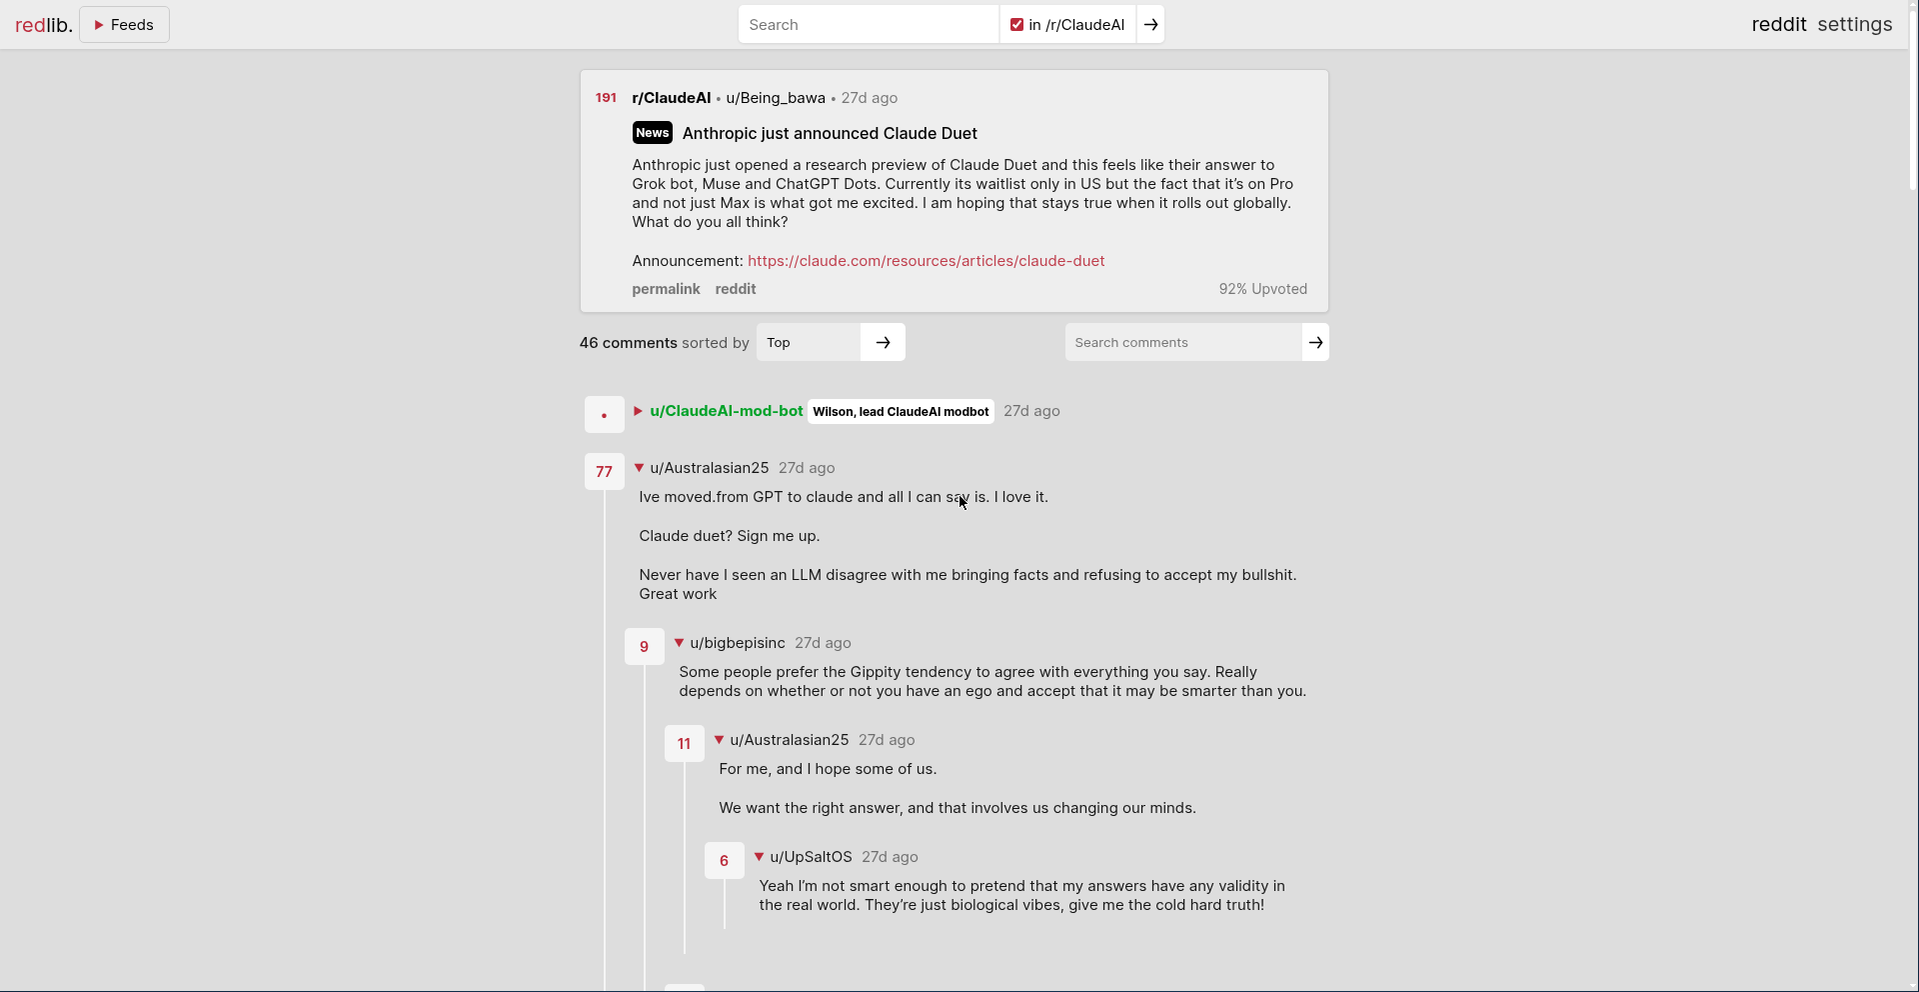 redlib. Feeds Search in /r/ClaudeAI reddit settings
191 r/ClaudeAI • u/Being_bawa • 27d ago
News Anthropic just announced Claude Duet
Anthropic just opened a research preview of Claude Duet and this feels like their answer to
Grok bot, Muse and ChatGPT Dots. Currently its waitlist only in US but the fact that it’s on Pro
and not just Max is what got me excited. I am hoping that stays true when it rolls out globally.
What do you all think?
Announcement: https://claude.com/resources/articles/claude-duet
permalink reddit 92% Upvoted
46 comments sorted by Top Search comments
u/ClaudeAI-mod-bot Wilson, lead ClaudeAI modbot 27d ago
77 u/Australasian25 27d ago
Ive moved.from GPT to claude and all I can say is. I love it.
Claude duet? Sign me up.
Never have I seen an LLM disagree with me bringing facts and refusing to accept my bullshit.
Great work
9 u/bigbepisinc 27d ago
Some people prefer the Gippity tendency to agree with everything you say. Really
depends on whether or not you have an ego and accept that it may be smarter than you.
11 u/Australasian25 27d ago
For me, and I hope some of us.
We want the right answer, and that involves us changing our minds.
6 u/UpSaltOS 27d ago
Yeah I’m not smart enough to pretend that my answers have any validity in
the real world. They’re just biological vibes, give me the cold hard truth!